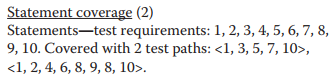 Statement coverage (2)
Statements—test requirements: 1, 2, 3, 4, 5, 6, 7, 8,
9, 10. Covered with 2 test paths: <1, 3, 5, 7, 10>,
<1, 2, 4, 6, 8, 9, 8, 10>.